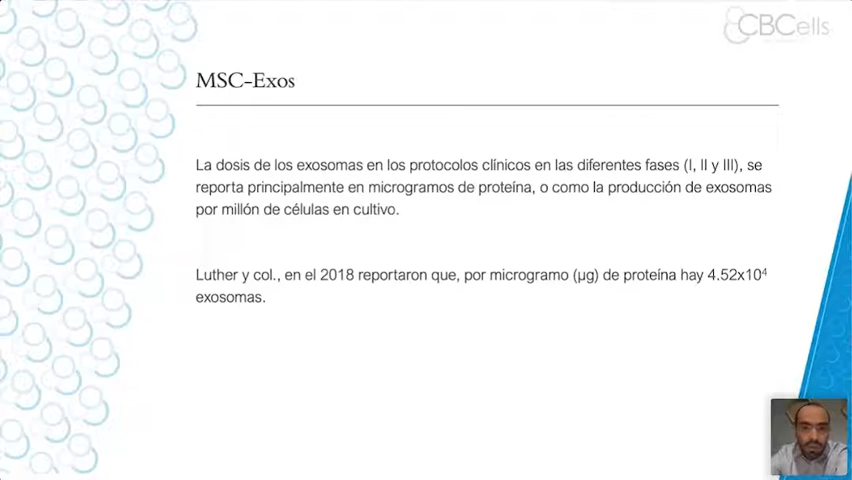 CBCells
MSC-Exos
La dosis de los exosomas en los protocolos clínicos en las diferentes fases (I, II y III), se
reporta principalmente en microgramos de proteína, o como la producción de exosomas
por millón de células en cultivo.
Luther y col., en el 2018 reportaron que, por microgramo (µg) de proteína hay 4.52x10⁴
exosomas.